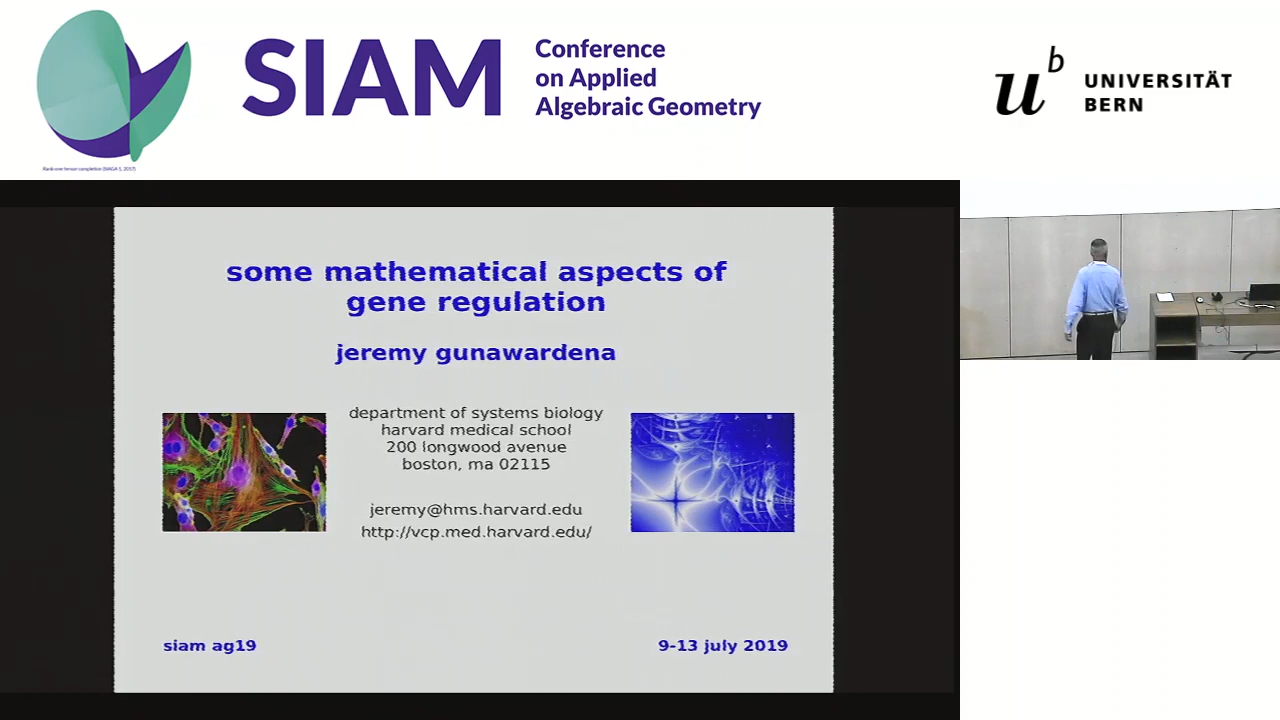 SIAM
Conference
on Applied
Algebraic Geometry
u b
UNIVERSITÄT
BERN
some mathematical aspects of
gene regulation
jeremy gunawardena
department of systems biology
harvard medical school
200 longwood avenue
boston, ma 02115
jeremy@hms.harvard.edu
http://vcp.med.harvard.edu/
siam ag19
9-13 july 2019